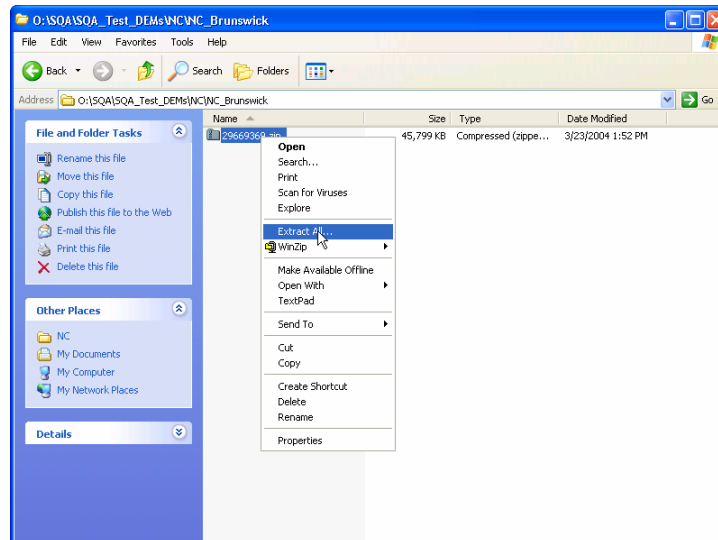 O:\SQA\SQA_Test_DEMs\NC\NC_Brunswick
File Edit View Favorites Tools Help
Back Search Folders
Address O:\SQA\SQA_Test_DEMs\NC\NC_Brunswick Go
Name Size Type Date Modified
File and Folder Tasks
Rename this file
Move this file
Copy this file
Publish this file to the Web
E-mail this file
Print this file
Delete this file
Other Places
NC
My Documents
My Computer
My Network Places
Details
29669369.zip 45,799 KB Compressed (zippe... 3/23/2004 1:52 PM
Open
Search...
Print
Scan for Viruses
Explore
Extract All...
WinZip
Make Available Offline
Open With
TextPad
Send To
Cut
Copy
Create Shortcut
Delete
Rename
Properties